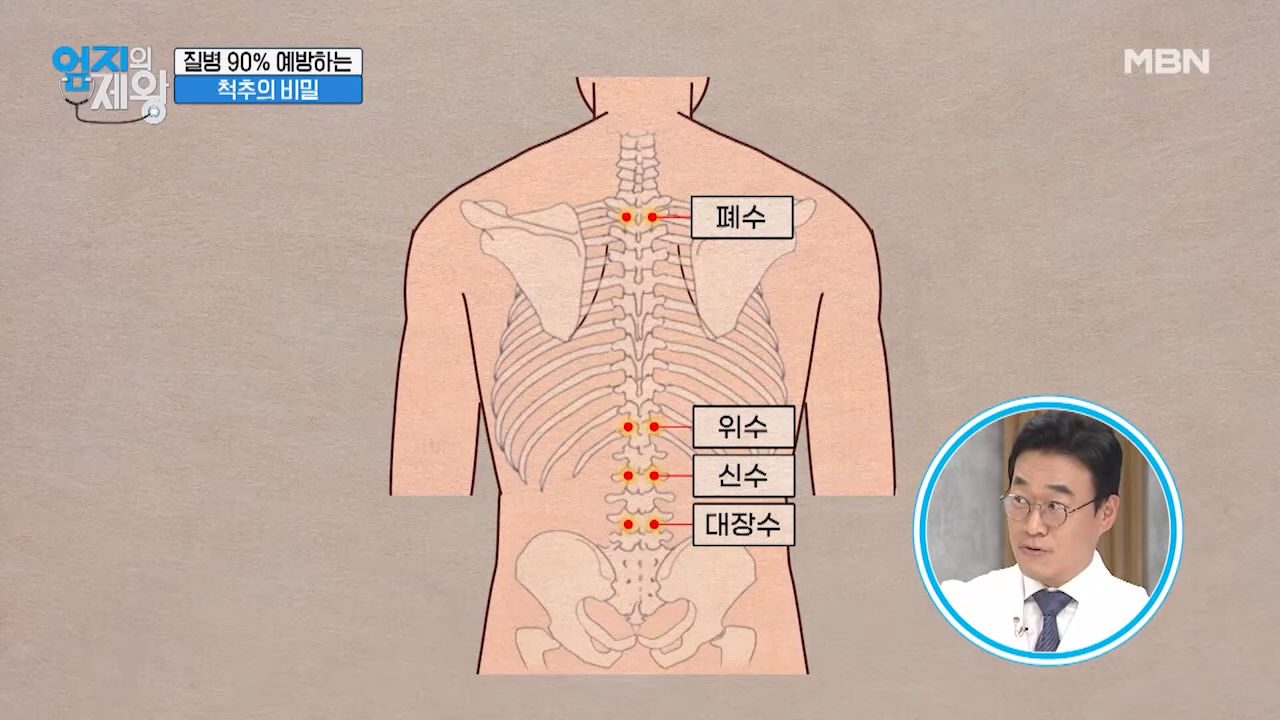 엄지의
제왕
질병 90% 예방하는
척추의 비밀
MBN
폐수
위수
신수
대장수